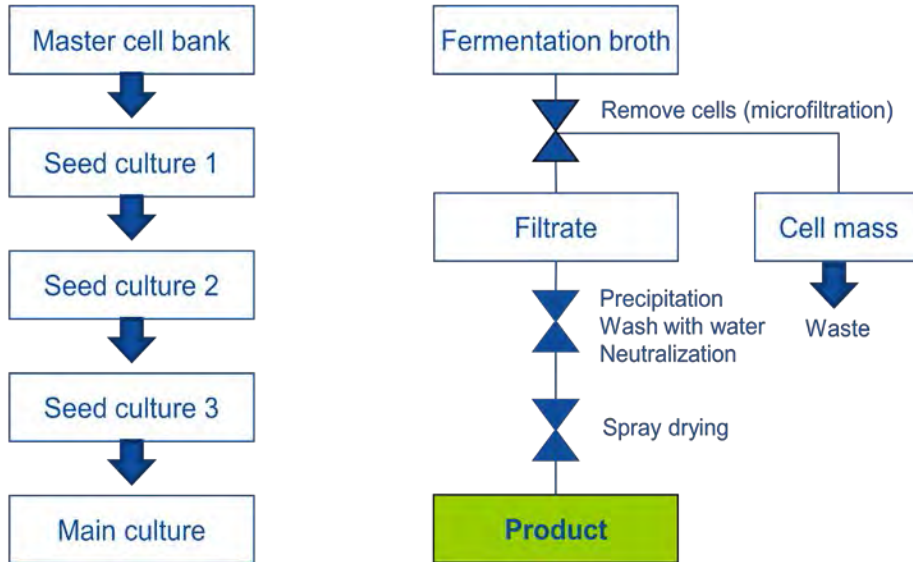 Master cell bank
Seed culture 1
Seed culture 2
Seed culture 3
Main culture
Fermentation broth
Remove cells (microfiltration)
Filtrate
Cell mass
Precipitation
Wash with water
Neutralization
Waste
Spray drying
Product